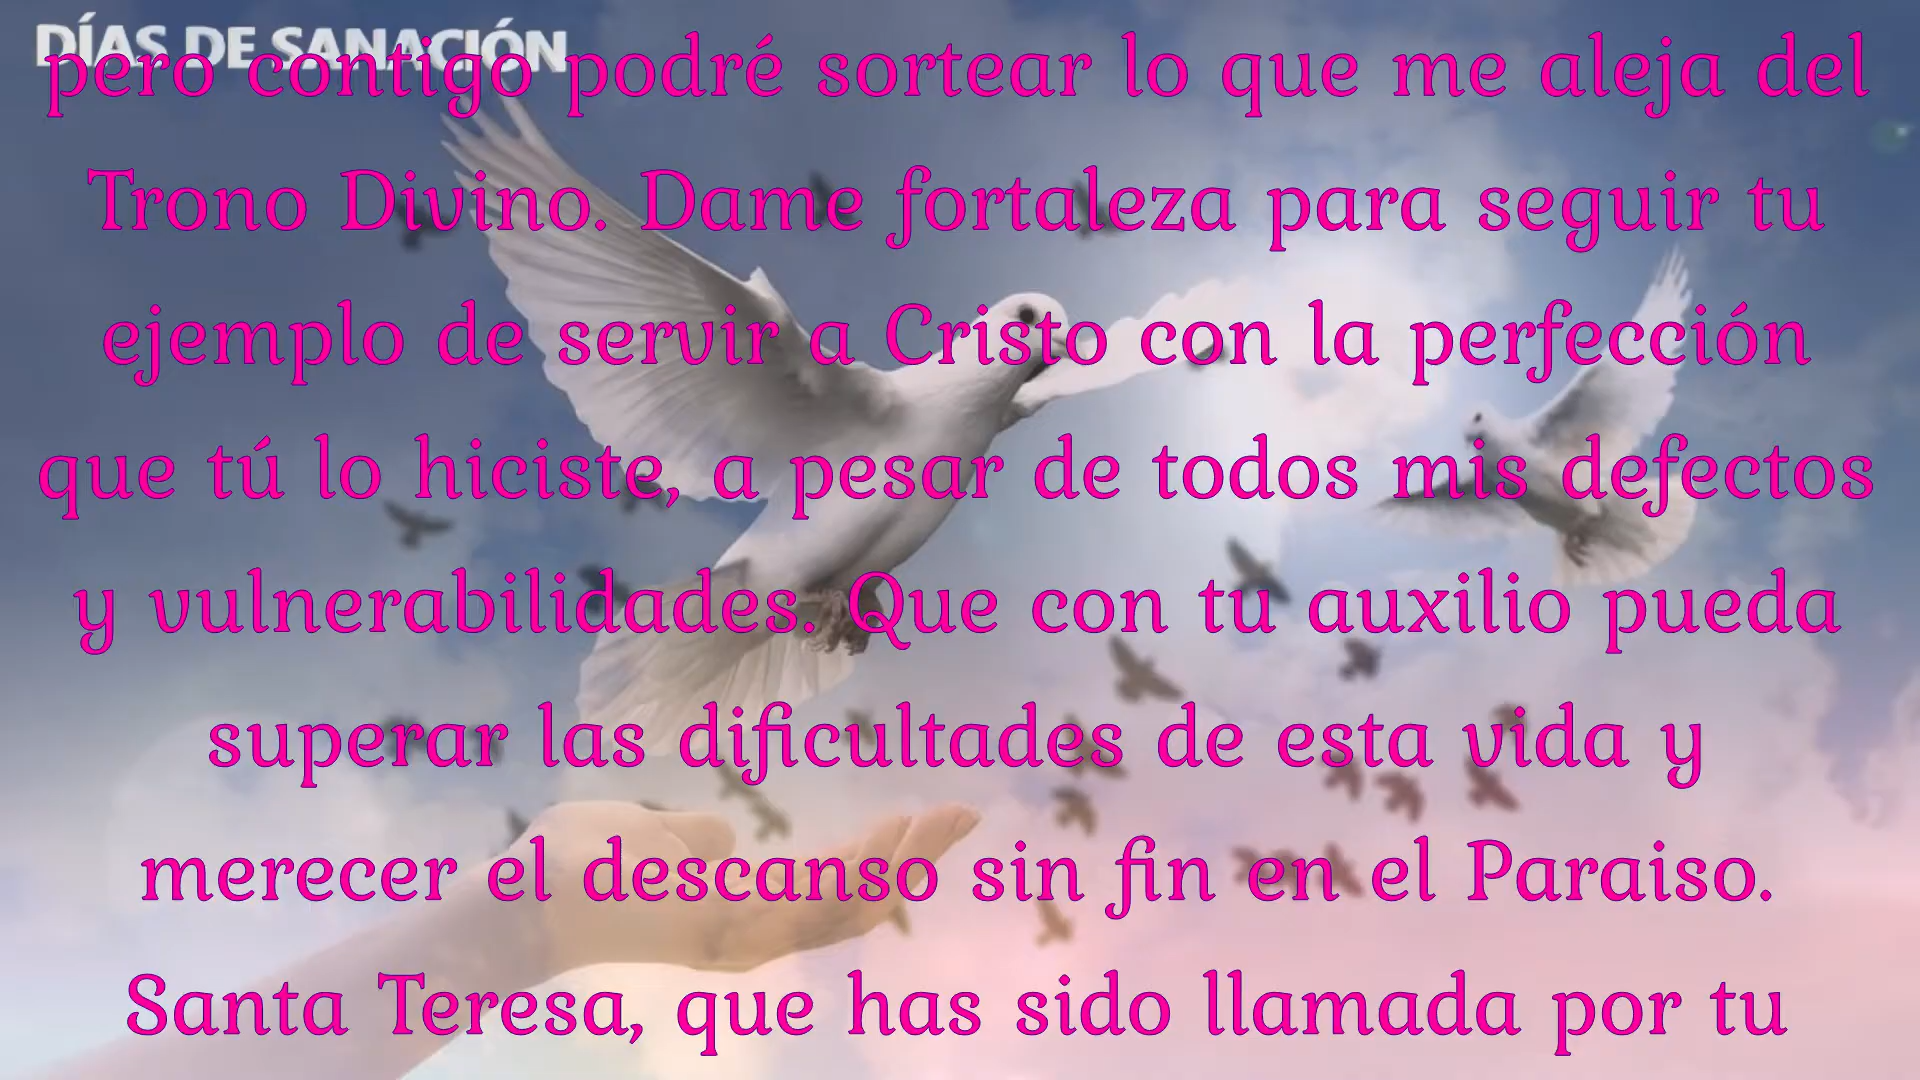 DÍAS DE SANACIÓN
pero contigo podré sortear lo que me aleja del
Trono Divino. Dame fortaleza para seguir tu
ejemplo de servir a Cristo con la perfección
que tú lo hiciste, a pesar de todos mis defectos
y vulnerabilidades. Que con tu auxilio pueda
superar las dificultades de esta vida y
merecer el descanso sin fin en el Paraiso.
Santa Teresa, que has sido llamada por tu